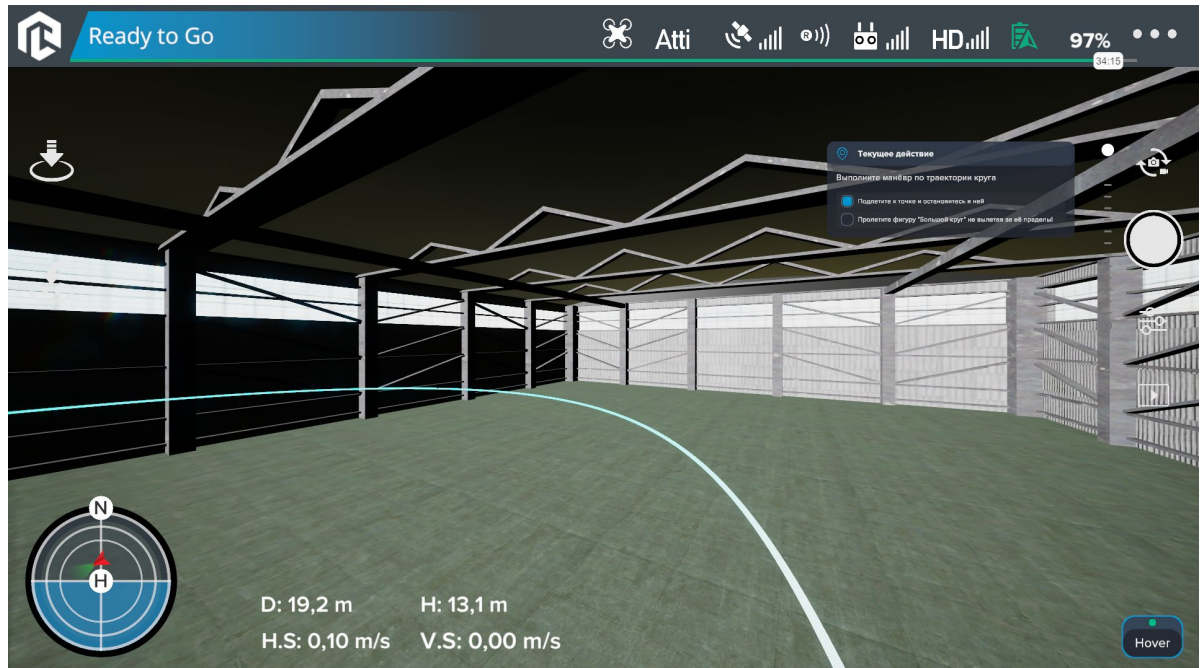 Ready to Go
Atti
R
HD
97%
34:15
Текущее действие
Выполните манёвр по траектории круга
Подлетите к точке и остановитесь в ней
Пролетите фигуру "Большой круг" не вылетая за её пределы!
N
H
D: 19,2 m
H: 13,1 m
H.S: 0,10 m/s
V.S: 0,00 m/s
Hover